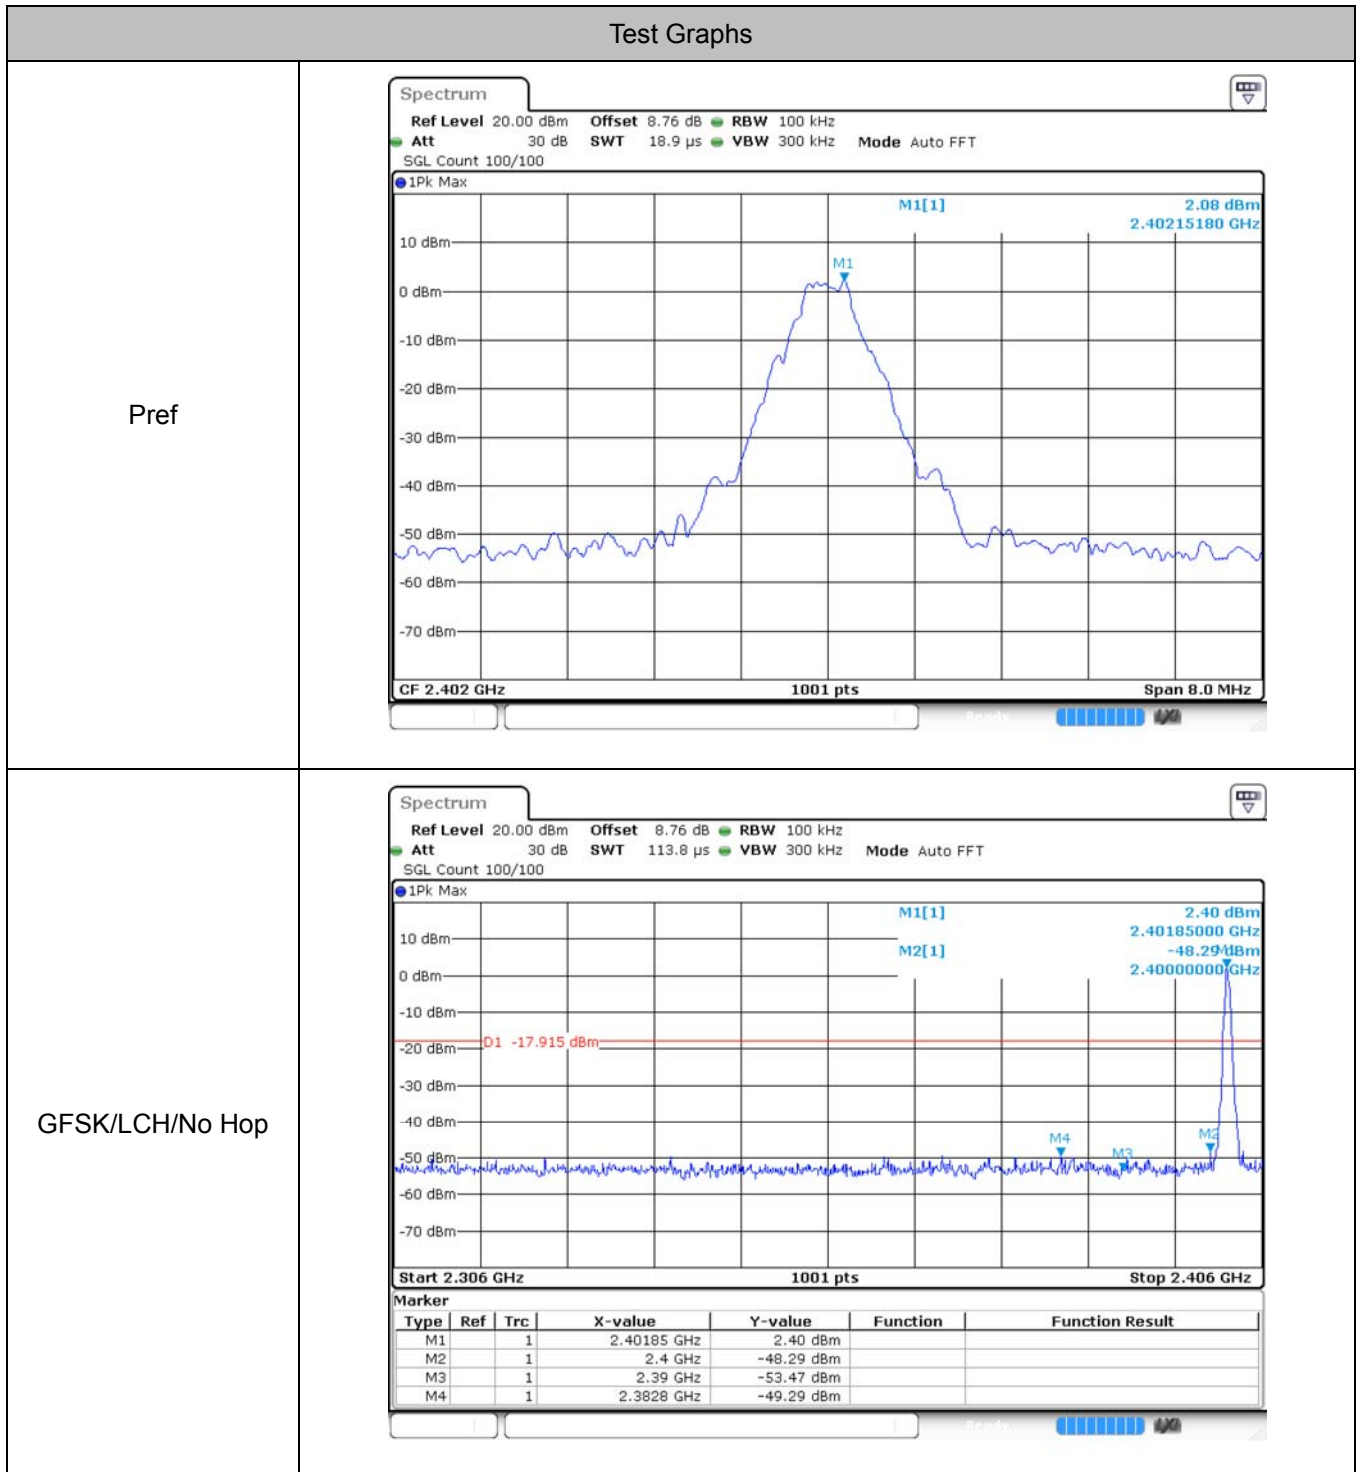 Test Graphs
Pref
Spectrum
Ref Level 20.00 dBm Offset 8.76 dB RBW 100 kHz
Att 30 dB SWT 18.9 µs VBW 300 kHz Mode Auto FFT
SGL Count 100/100
1Pk Max
M1[1] 2.08 dBm
2.40215180 GHz
10 dBm
M1
0 dBm
-10 dBm
-20 dBm
-30 dBm
-40 dBm
-50 dBm
-60 dBm
-70 dBm
CF 2.402 GHz 1001 pts Span 8.0 MHz
Ready
GFSK/LCH/No Hop
Spectrum
Ref Level 20.00 dBm Offset 8.76 dB RBW 100 kHz
Att 30 dB SWT 113.8 µs VBW 300 kHz Mode Auto FFT
SGL Count 100/100
1Pk Max
M1[1] 2.40 dBm
2.40185000 GHz
10 dBm
M2[1] -48.29 dBm
M1
0 dBm 2.40000000 GHz
-10 dBm
D1 -17.915 dBm
-20 dBm
-30 dBm
-40 dBm
M4 M2
M3
-50 dBm
-60 dBm
-70 dBm
Start 2.306 GHz 1001 pts Stop 2.406 GHz
Marker
Type Ref Trc X-value Y-value Function Function Result
M1 1 2.40185 GHz 2.40 dBm
M2 1 2.4 GHz -48.29 dBm
M3 1 2.39 GHz -53.47 dBm
M4 1 2.3828 GHz -49.29 dBm
Ready